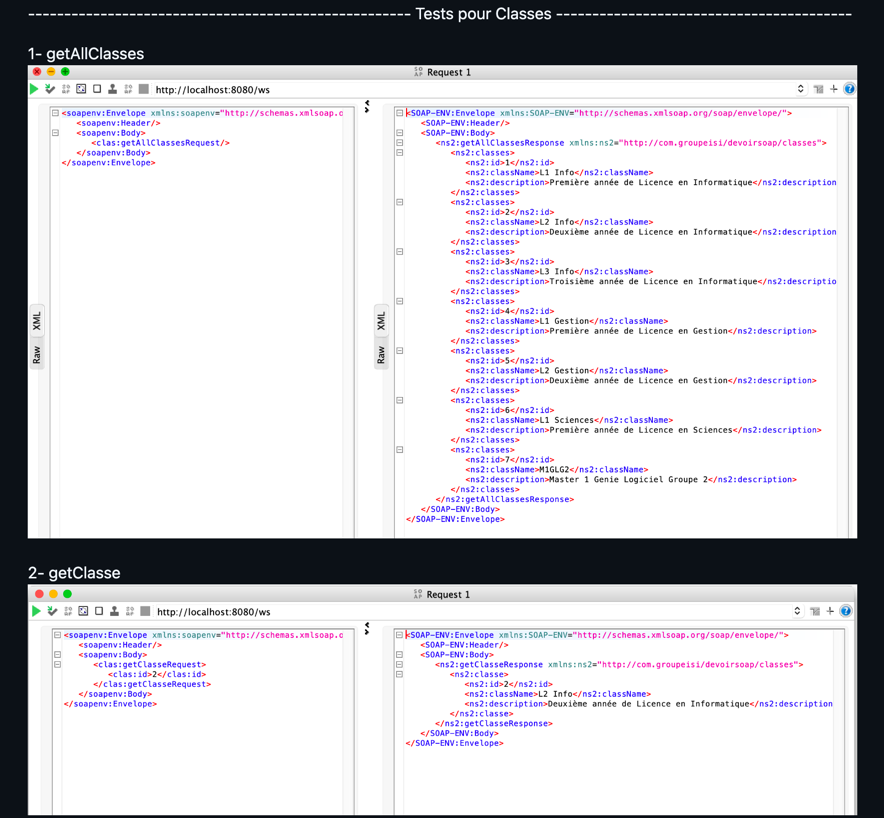 --------------------------------------------------- Tests pour Classes ----------------------------------------
1- getAllClasses
SOAP Request 1
http://localhost:8080/ws
XML
Raw
<soapenv:Envelope xmlns:soapenv="http://schemas.xmlsoap.o
<soapenv:Header/>
<soapenv:Body>
<clas:getAllClassesRequest/>
</soapenv:Body>
</soapenv:Envelope>
XML
Raw
<SOAP-ENV:Envelope xmlns:SOAP-ENV="http://schemas.xmlsoap.org/soap/envelope/">
<SOAP-ENV:Header/>
<SOAP-ENV:Body>
<ns2:getAllClassesResponse xmlns:ns2="http://com.groupeisi/devoirsoap/classes">
<ns2:classes>
<ns2:id>1</ns2:id>
<ns2:className>L1 Info</ns2:className>
<ns2:description>Première année de Licence en Informatique</ns2:description
</ns2:classes>
<ns2:classes>
<ns2:id>2</ns2:id>
<ns2:className>L2 Info</ns2:className>
<ns2:description>Deuxième année de Licence en Informatique</ns2:description
</ns2:classes>
<ns2:classes>
<ns2:id>3</ns2:id>
<ns2:className>L3 Info</ns2:className>
<ns2:description>Troisième année de Licence en Informatique</ns2:descriptio
</ns2:classes>
<ns2:classes>
<ns2:id>4</ns2:id>
<ns2:className>L1 Gestion</ns2:className>
<ns2:description>Première année de Licence en Gestion</ns2:description>
</ns2:classes>
<ns2:classes>
<ns2:id>5</ns2:id>
<ns2:className>L2 Gestion</ns2:className>
<ns2:description>Deuxième année de Licence en Gestion</ns2:description>
</ns2:classes>
<ns2:classes>
<ns2:id>6</ns2:id>
<ns2:className>L1 Sciences</ns2:className>
<ns2:description>Première année de Licence en Sciences</ns2:description>
</ns2:classes>
<ns2:classes>
<ns2:id>7</ns2:id>
<ns2:className>M1GLG2</ns2:className>
<ns2:description>Master 1 Genie Logiciel Groupe 2</ns2:description>
</ns2:classes>
</ns2:getAllClassesResponse>
</SOAP-ENV:Body>
</SOAP-ENV:Envelope>
2- getClasse
SOAP Request 1
http://localhost:8080/ws
<soapenv:Envelope xmlns:soapenv="http://schemas.xmlsoap.o
<soapenv:Header/>
<soapenv:Body>
<clas:getClasseRequest>
<clas:id>2</clas:id>
</clas:getClasseRequest>
</soapenv:Body>
</soapenv:Envelope>
<SOAP-ENV:Envelope xmlns:SOAP-ENV="http://schemas.xmlsoap.org/soap/envelope/">
<SOAP-ENV:Header/>
<SOAP-ENV:Body>
<ns2:getClasseResponse xmlns:ns2="http://com.groupeisi/devoirsoap/classes">
<ns2:classe>
<ns2:id>2</ns2:id>
<ns2:className>L2 Info</ns2:className>
<ns2:description>Deuxième année de Licence en Informatique</ns2:description
</ns2:classe>
</ns2:getClasseResponse>
</SOAP-ENV:Body>
</SOAP-ENV:Envelope>